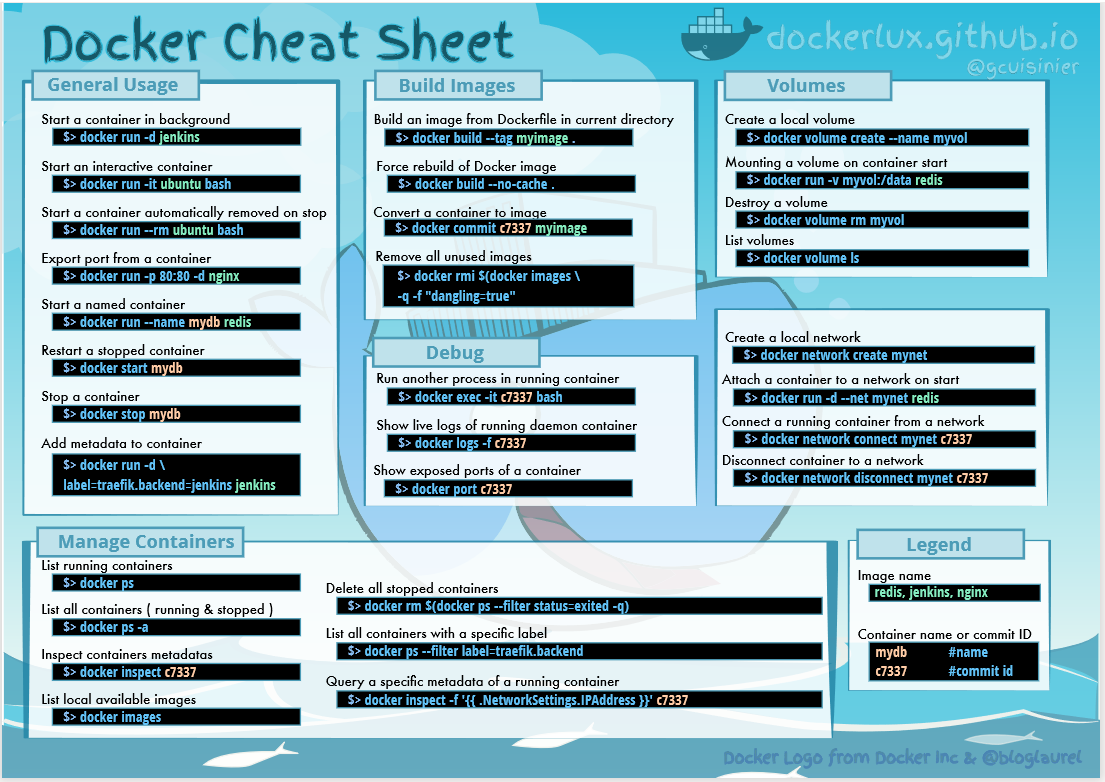 Docker Cheat Sheet
dockerlux.github.io
@gcuisinier
General Usage
Start a container in background
$> docker run -d jenkins
Start an interactive container
$> docker run -it ubuntu bash
Start a container automatically removed on stop
$> docker run --rm ubuntu bash
Export port from a container
$> docker run -p 80:80 -d nginx
Start a named container
$> docker run --name mydb redis
Restart a stopped container
$> docker start mydb
Stop a container
$> docker stop mydb
Add metadata to container
$> docker run -d \
label=traefik.backend=jenkins jenkins
Build Images
Build an image from Dockerfile in current directory
$> docker build --tag myimage .
Force rebuild of Docker image
$> docker build --no-cache .
Convert a container to image
$> docker commit c7337 myimage
Remove all unused images
$> docker rmi $(docker images \
-q -f "dangling=true"
Debug
Run another process in running container
$> docker exec -it c7337 bash
Show live logs of running daemon container
$> docker logs -f c7337
Show exposed ports of a container
$> docker port c7337
Volumes
Create a local volume
$> docker volume create --name myvol
Mounting a volume on container start
$> docker run -v myvol:/data redis
Destroy a volume
$> docker volume rm myvol
List volumes
$> docker volume ls
Create a local network
$> docker network create mynet
Attach a container to a network on start
$> docker run -d --net mynet redis
Connect a running container from a network
$> docker network connect mynet c7337
Disconnect container to a network
$> docker network disconnect mynet c7337
Manage Containers
List running containers
$> docker ps
List all containers ( running & stopped )
$> docker ps -a
Inspect containers metadatas
$> docker inspect c7337
List local available images
$> docker images
Delete all stopped containers
$> docker rm $(docker ps --filter status=exited -q)
List all containers with a specific label
$> docker ps --filter label=traefik.backend
Query a specific metadata of a running container
$> docker inspect -f '{{ .NetworkSettings.IPAddress }}' c7337
Legend
Image name
redis, jenkins, nginx
Container name or commit ID
mydb #name
c7337 #commit id
Docker Logo from Docker Inc & @bloglaurel